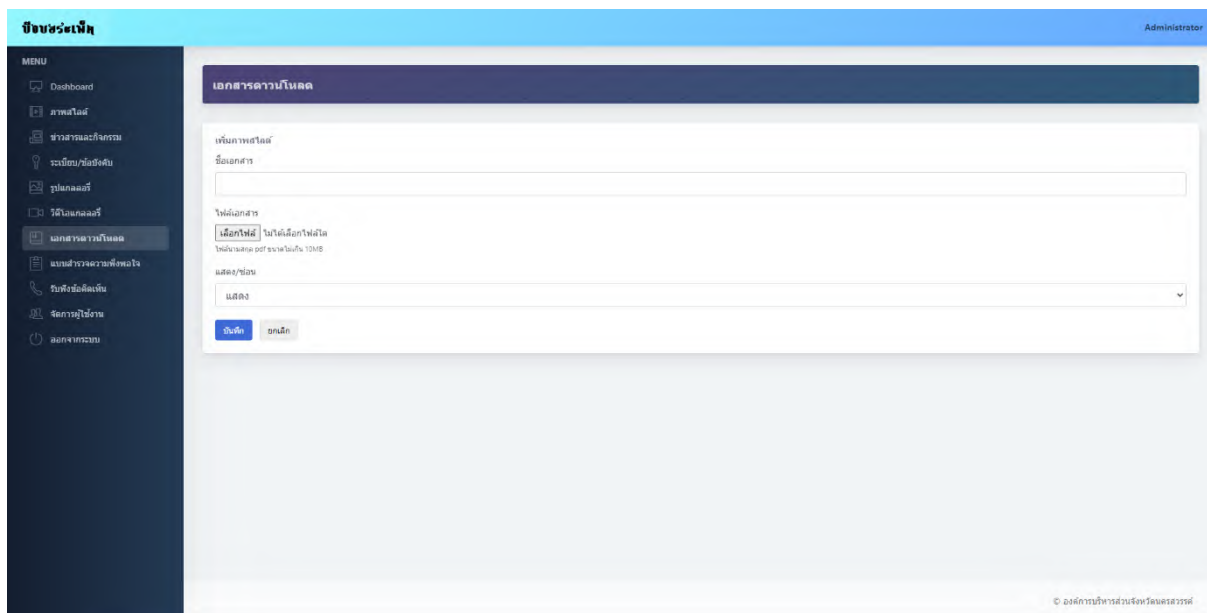 บึงบอระเพ็ด
Administrator
MENU
Dashboard
ภาพสไลด์
ข่าวสารและกิจกรรม
ระเบียบ/ข้อบังคับ
รูปแกลลอรี่
วิดีโอแกลลอรี่
เอกสารดาวน์โหลด
แบบสำรวจความพึงพอใจ
รับฟังข้อคิดเห็น
จัดการผู้ใช้งาน
ออกจากระบบ
เอกสารดาวน์โหลด
เพิ่มภาพสไลด์
ชื่อเอกสาร
ไฟล์เอกสาร
เลือกไฟล์ ไม่ได้เลือกไฟล์ใด
ไฟล์นามสกุล pdf ขนาดไม่เกิน 10MB
แสดง/ซ่อน
แสดง
บันทึก ยกเลิก
© องค์การบริหารส่วนจังหวัดนครสวรรค์